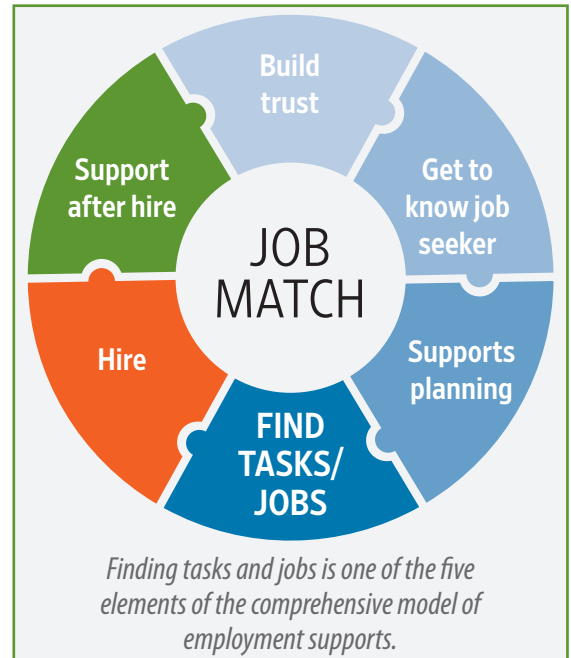 Build
trust
Get to
know job
seeker
Supports
planning
FIND
TASKS/
JOBS
Hire
Support
after hire
JOB
MATCH
Finding tasks and jobs is one of the five
elements of the comprehensive model of
employment supports.